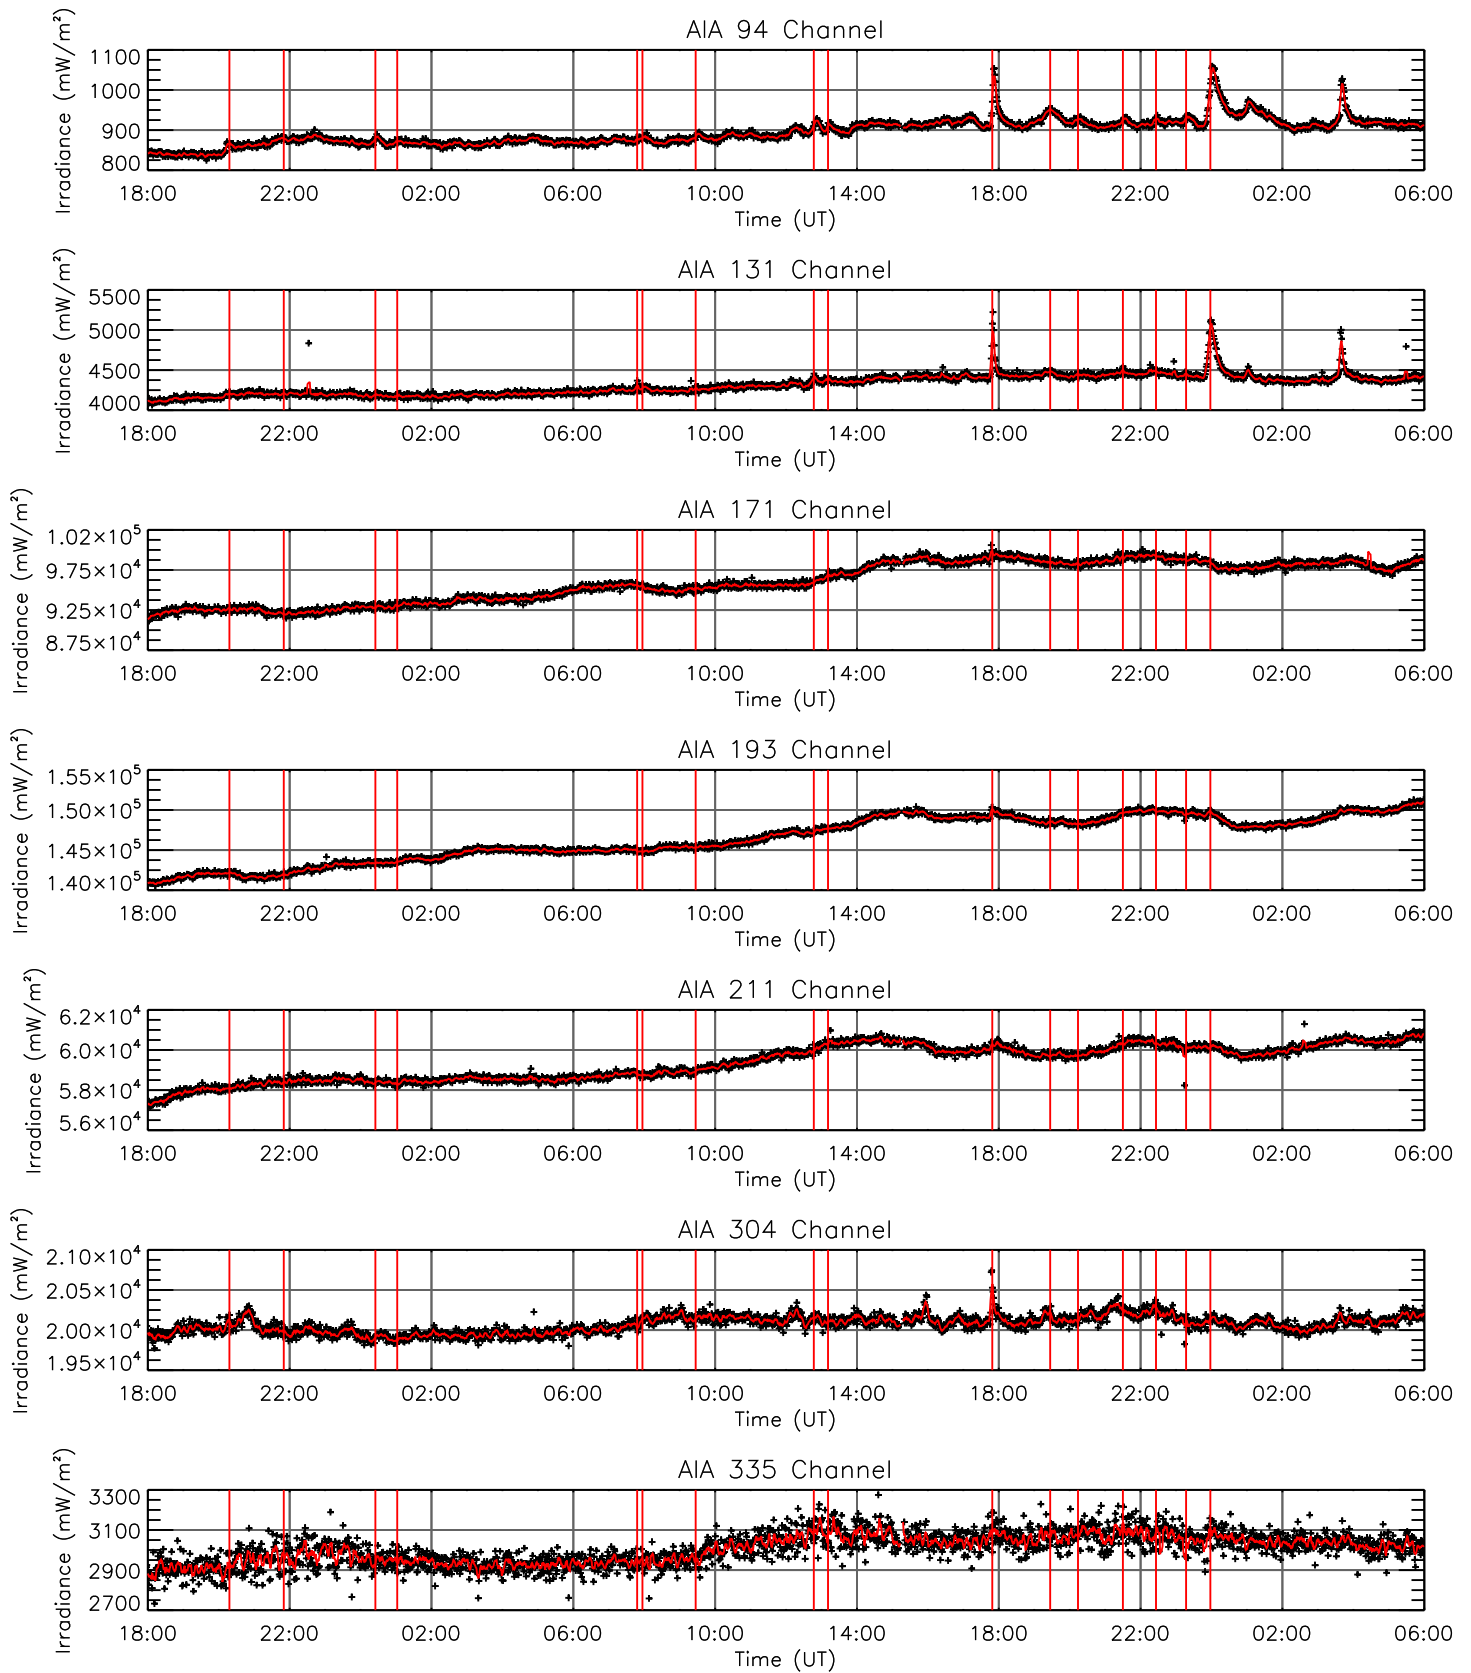 AIA 94 Channel
Irradiance (mW/m²)
1100
1000
900
800
18:00 22:00 02:00 06:00 10:00 14:00 18:00 22:00 02:00 06:00
Time (UT)
AIA 131 Channel
Irradiance (mW/m²)
5500
5000
4500
4000
18:00 22:00 02:00 06:00 10:00 14:00 18:00 22:00 02:00 06:00
Time (UT)
AIA 171 Channel
Irradiance (mW/m²)
1.02×10⁵
9.75×10⁴
9.25×10⁴
8.75×10⁴
18:00 22:00 02:00 06:00 10:00 14:00 18:00 22:00 02:00 06:00
Time (UT)
AIA 193 Channel
Irradiance (mW/m²)
1.55×10⁵
1.50×10⁵
1.45×10⁵
1.40×10⁵
18:00 22:00 02:00 06:00 10:00 14:00 18:00 22:00 02:00 06:00
Time (UT)
AIA 211 Channel
Irradiance (mW/m²)
6.2×10⁴
6.0×10⁴
5.8×10⁴
5.6×10⁴
18:00 22:00 02:00 06:00 10:00 14:00 18:00 22:00 02:00 06:00
Time (UT)
AIA 304 Channel
Irradiance (mW/m²)
2.10×10⁴
2.05×10⁴
2.00×10⁴
1.95×10⁴
18:00 22:00 02:00 06:00 10:00 14:00 18:00 22:00 02:00 06:00
Time (UT)
AIA 335 Channel
Irradiance (mW/m²)
3300
3100
2900
2700
18:00 22:00 02:00 06:00 10:00 14:00 18:00 22:00 02:00 06:00
Time (UT)